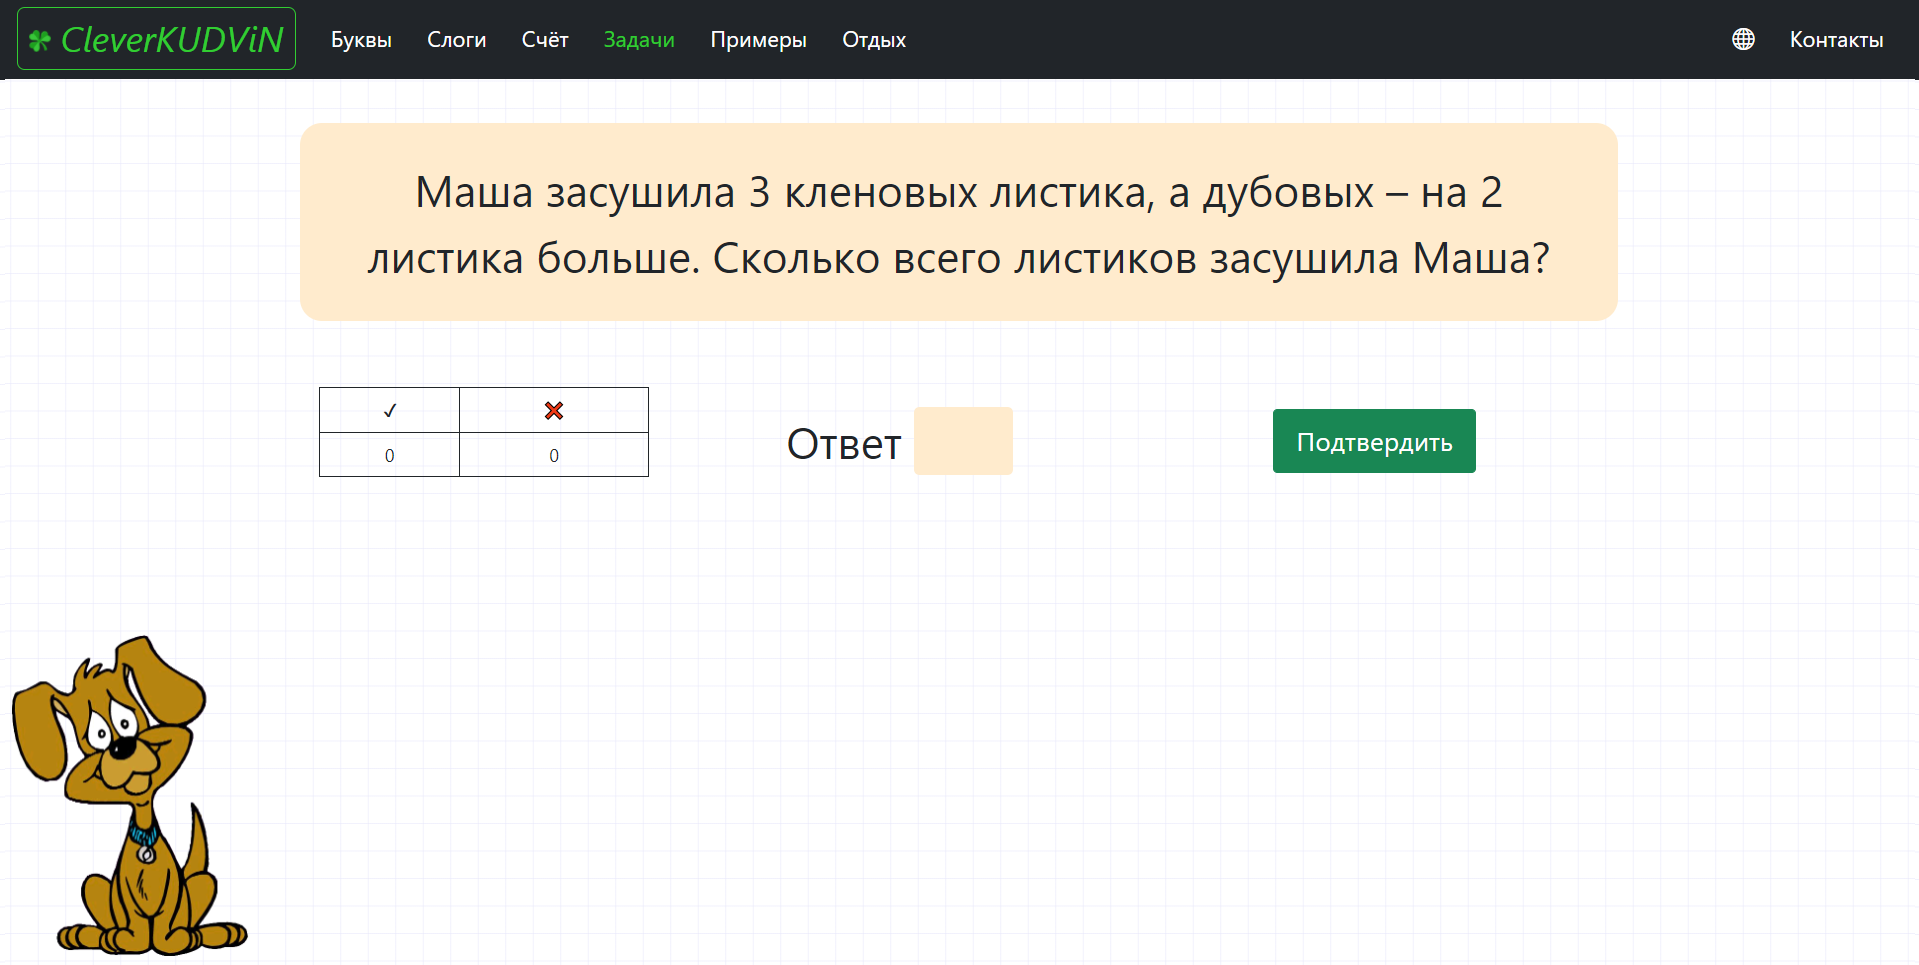 CleverKUDViN Буквы Слоги Счёт Задачи Примеры Отдых Контакты
Маша засушила 3 кленовых листика, а дубовых – на 2
листика больше. Сколько всего листиков засушила Маша?
✓ ❌
0 0
Ответ
Подтвердить